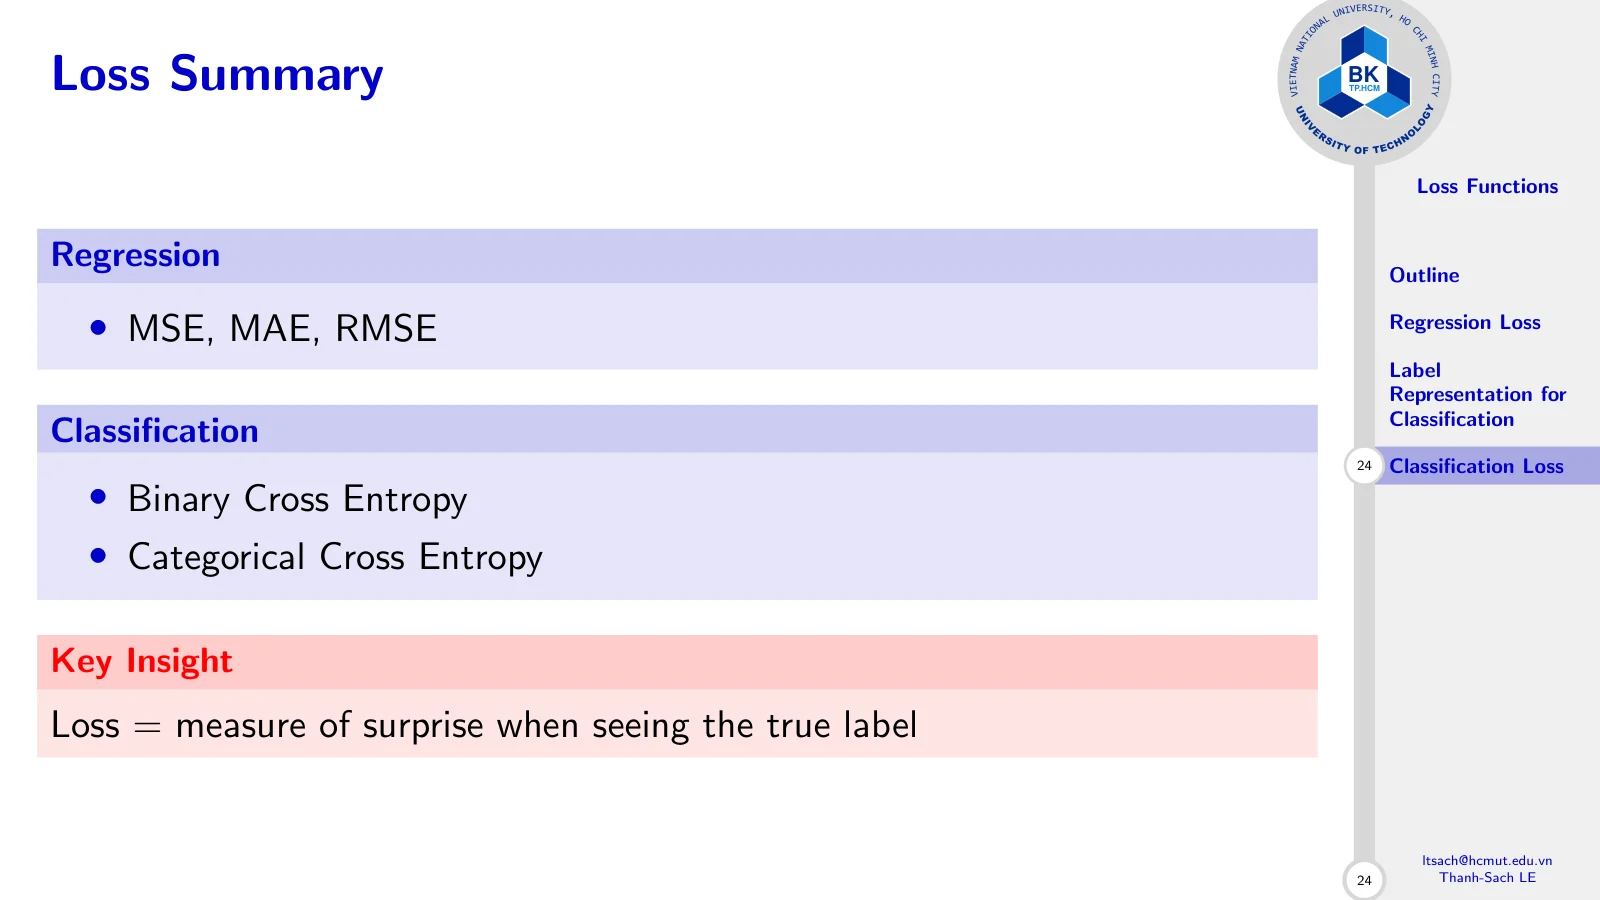 Loss Summary
VIETNAM NATIONAL UNIVERSITY, HO CHI MINH CITY
BK
TP.HCM
UNIVERSITY OF TECHNOLOGY
Regression
• MSE, MAE, RMSE
Classification
• Binary Cross Entropy
• Categorical Cross Entropy
Key Insight
Loss = measure of surprise when seeing the true label
Loss Functions
Outline
Regression Loss
Label
Representation for
Classification
24 Classification Loss
ltsach@hcmut.edu.vn
Thanh-Sach LE
24